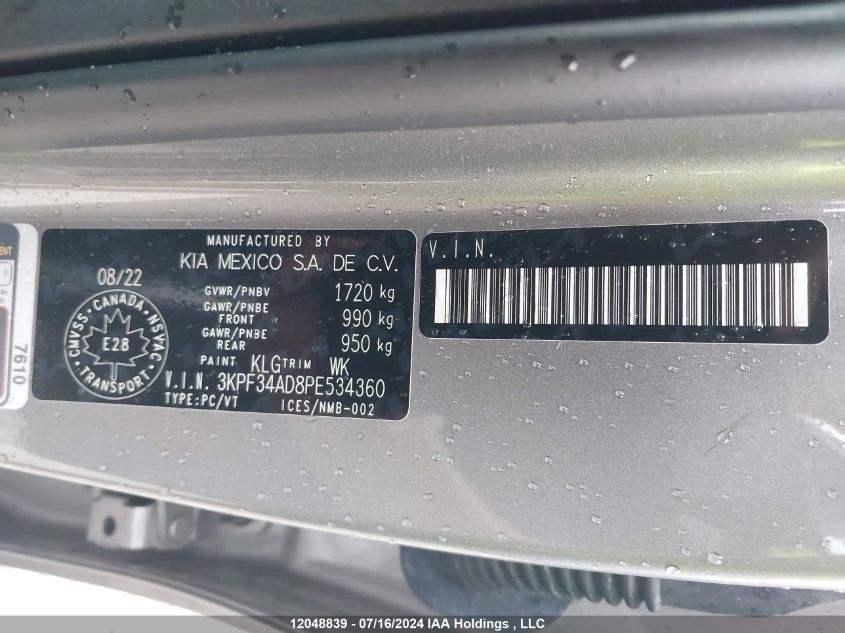 MANUFACTURED BY
KIA MEXICO S.A. DE C.V.
08/22
GVWR/PNBV 1720 kg
GAWR/PNBE FRONT 990 kg
GAWR/PNBE REAR 950 kg
PAINT KLG TRIM WK
V.I.N. 3KPF34AD8PE534360
TYPE:PC/VT ICES/NMB-002
CMVSS · CANADA · NSVAC
E28
TRANSPORT
V.I.N.
7610
12048839 - 07/16/2024 IAA Holdings , LLC